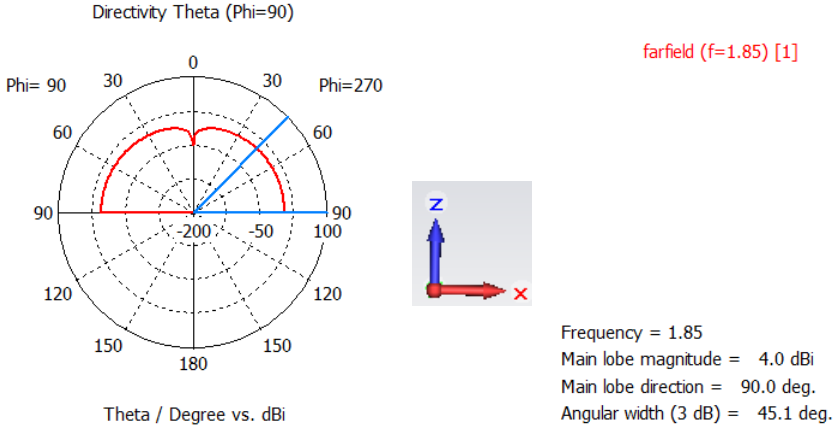 Directivity Theta (Phi=90)
farfield (f=1.85) [1]
0
Phi= 90
30
30
Phi=270
60
60
90
-200
-50
100
90
120
120
150
150
180
z
x
Frequency = 1.85
Main lobe magnitude = 4.0 dBi
Main lobe direction = 90.0 deg.
Angular width (3 dB) = 45.1 deg.
Theta / Degree vs. dBi